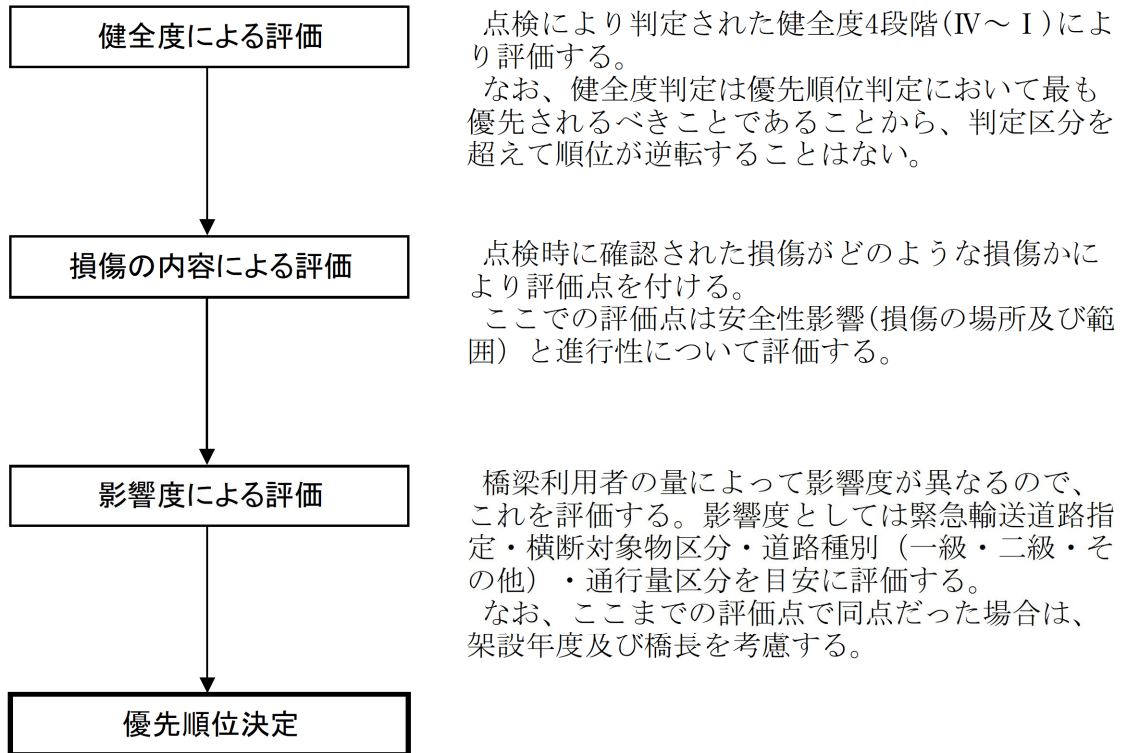 健全度による評価
点検により判定された健全度4段階(Ⅳ～Ⅰ)によ
り評価する。
なお、健全度判定は優先順位判定において最も
優先されるべきことであることから、判定区分を
超えて順位が逆転することはない。
損傷の内容による評価
点検時に確認された損傷がどのような損傷かに
より評価点を付ける。
ここでの評価点は安全性影響(損傷の場所及び範
囲）と進行性について評価する。
影響度による評価
橋梁利用者の量によって影響度が異なるので、
これを評価する。影響度としては緊急輸送道路指
定・横断対象物区分・道路種別（一級・二級・そ
の他）・通行量区分を目安に評価する。
なお、ここまでの評価点で同点だった場合は、
架設年度及び橋長を考慮する。
優先順位決定